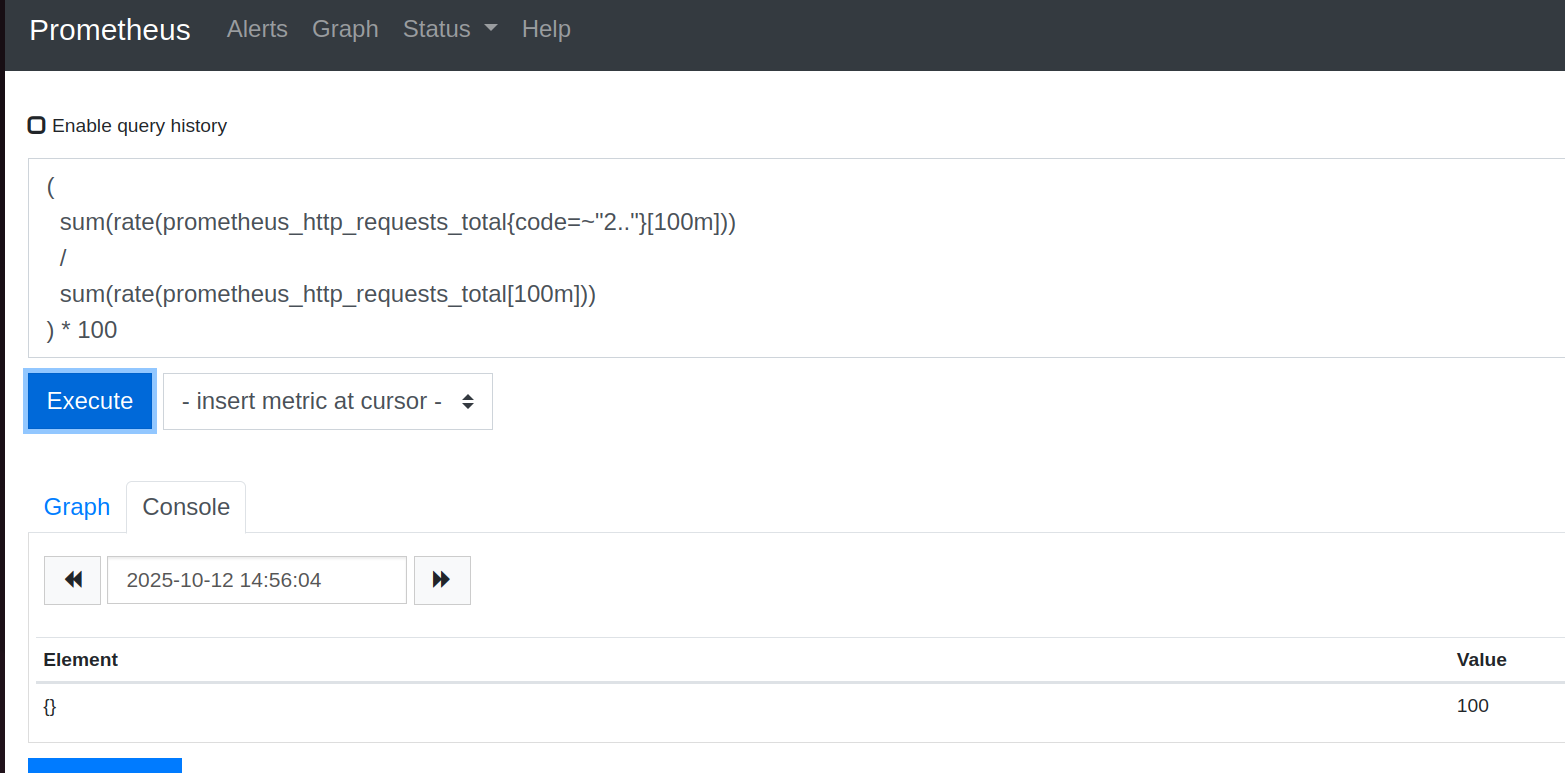 Prometheus Alerts Graph Status Help
Enable query history
(
sum(rate(prometheus_http_requests_total{code=~"2.."}[100m]))
/
sum(rate(prometheus_http_requests_total[100m]))
) * 100
Execute - insert metric at cursor -
Graph Console
2025-10-12 14:56:04
Element Value
{} 100